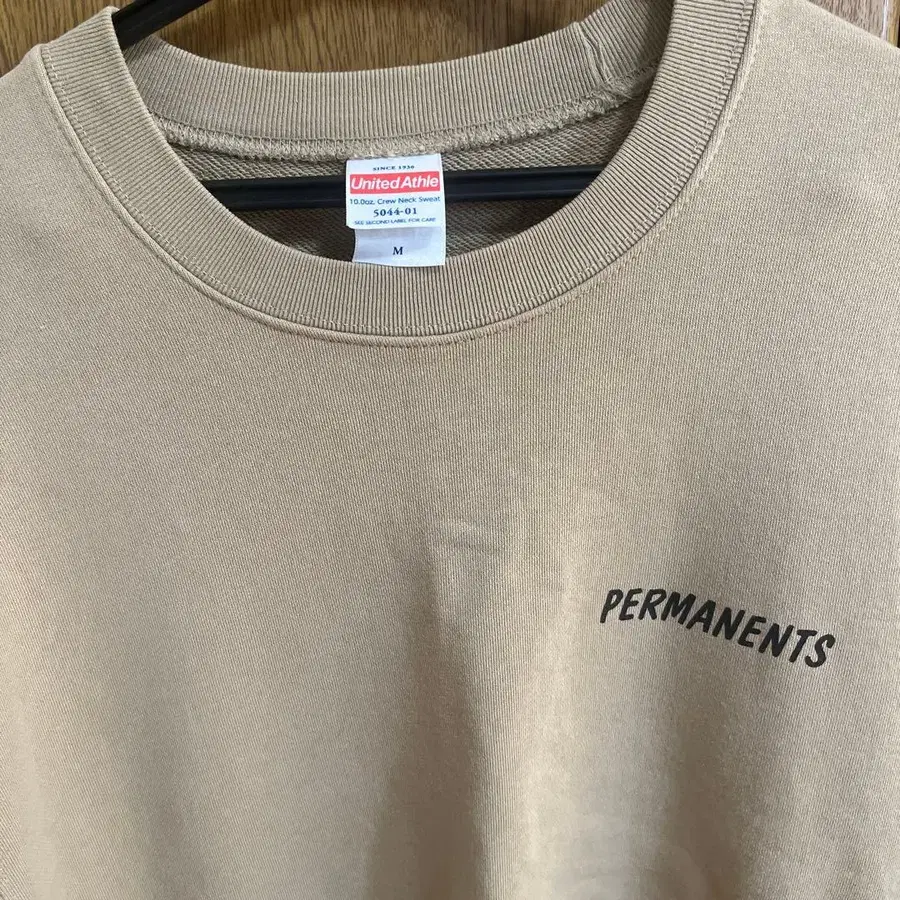 SINCE 1936
United Athle
10.0oz. Crew Neck Sweat
5044-01
SEE SECOND LABEL FOR CARE
M
PERMANENTS